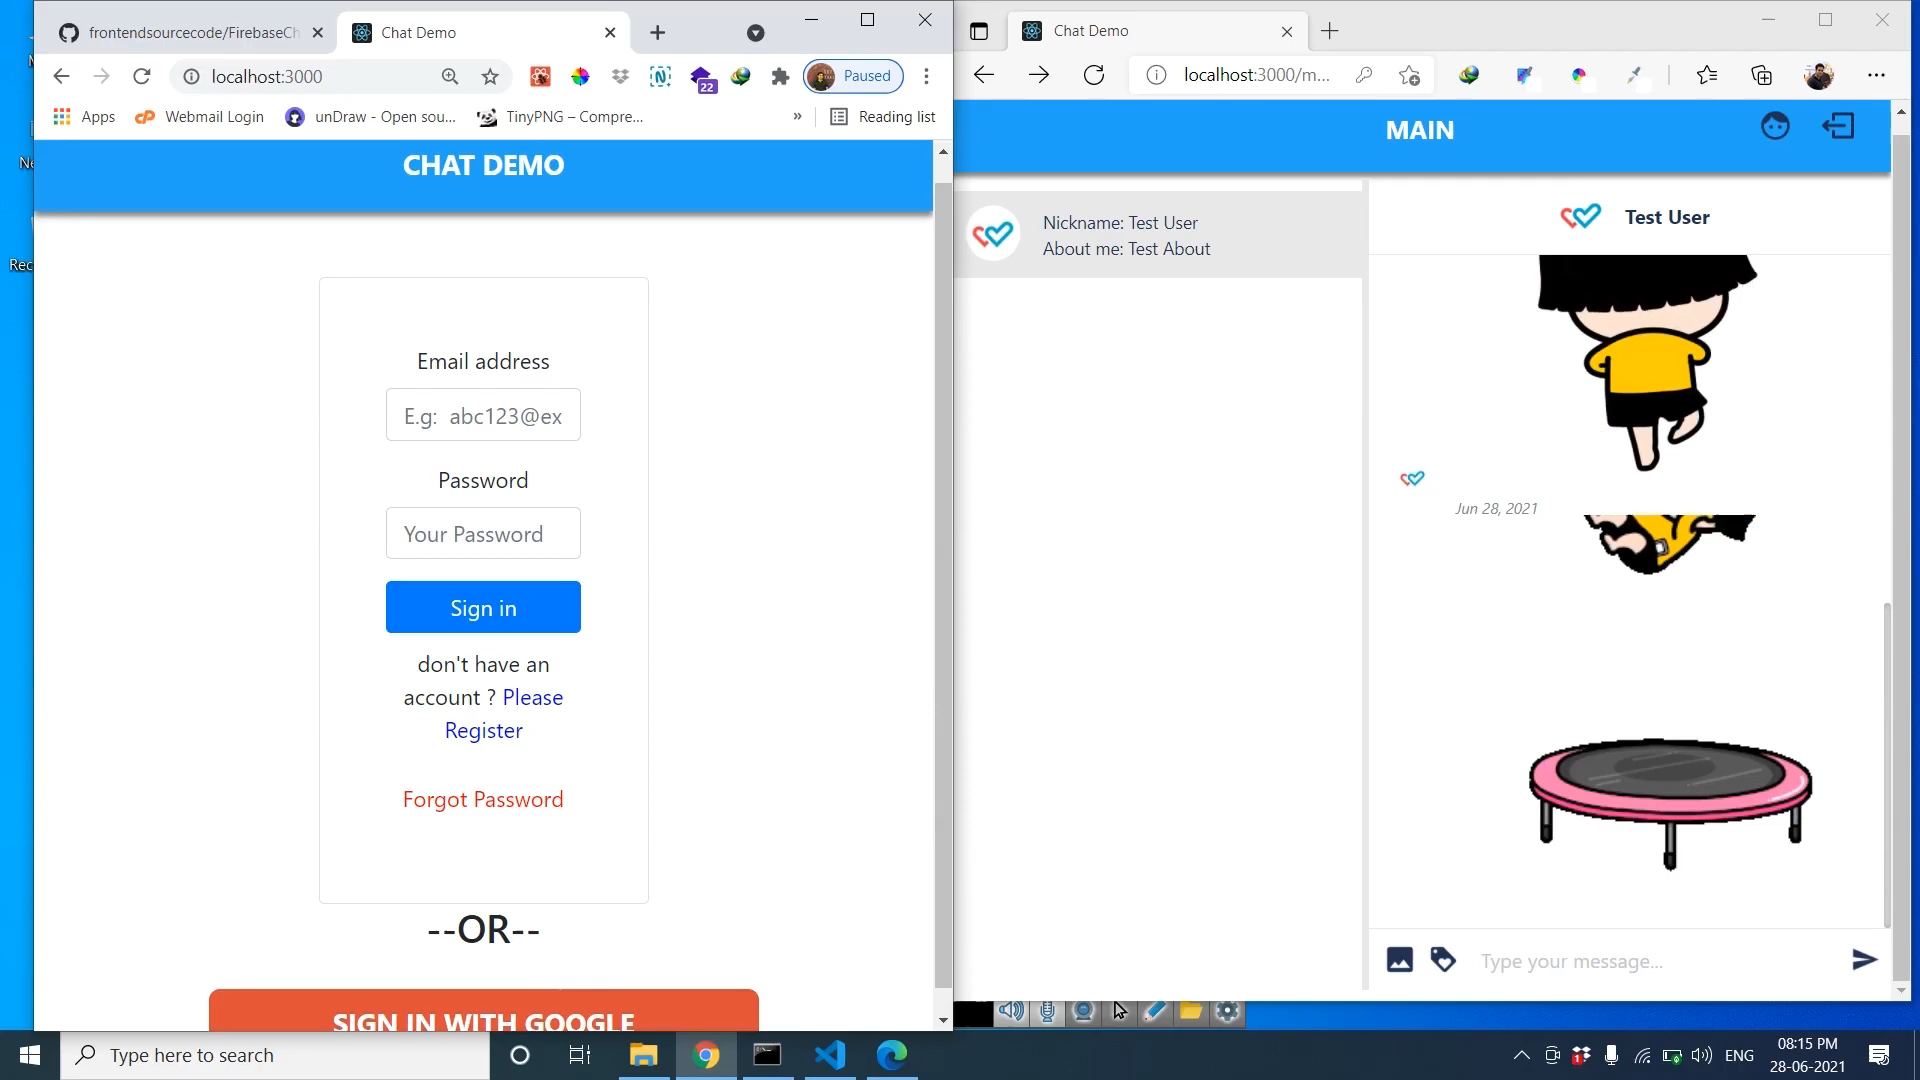 frontendsourcecode/FirebaseCh
Chat Demo
localhost:3000
22
Paused
Apps
Webmail Login
unDraw - Open sou...
TinyPNG – Compre...
»
Reading list
CHAT DEMO
Email address
E.g: abc123@ex
Password
Your Password
Sign in
don't have an
account ? Please
Register
Forgot Password
--OR--
SIGN IN WITH GOOGLE
Chat Demo
localhost:3000/m...
MAIN
Nickname: Test User
About me: Test About
Test User
Jun 28, 2021
Type your message...
Type here to search
ENG
08:15 PM
28-06-2021